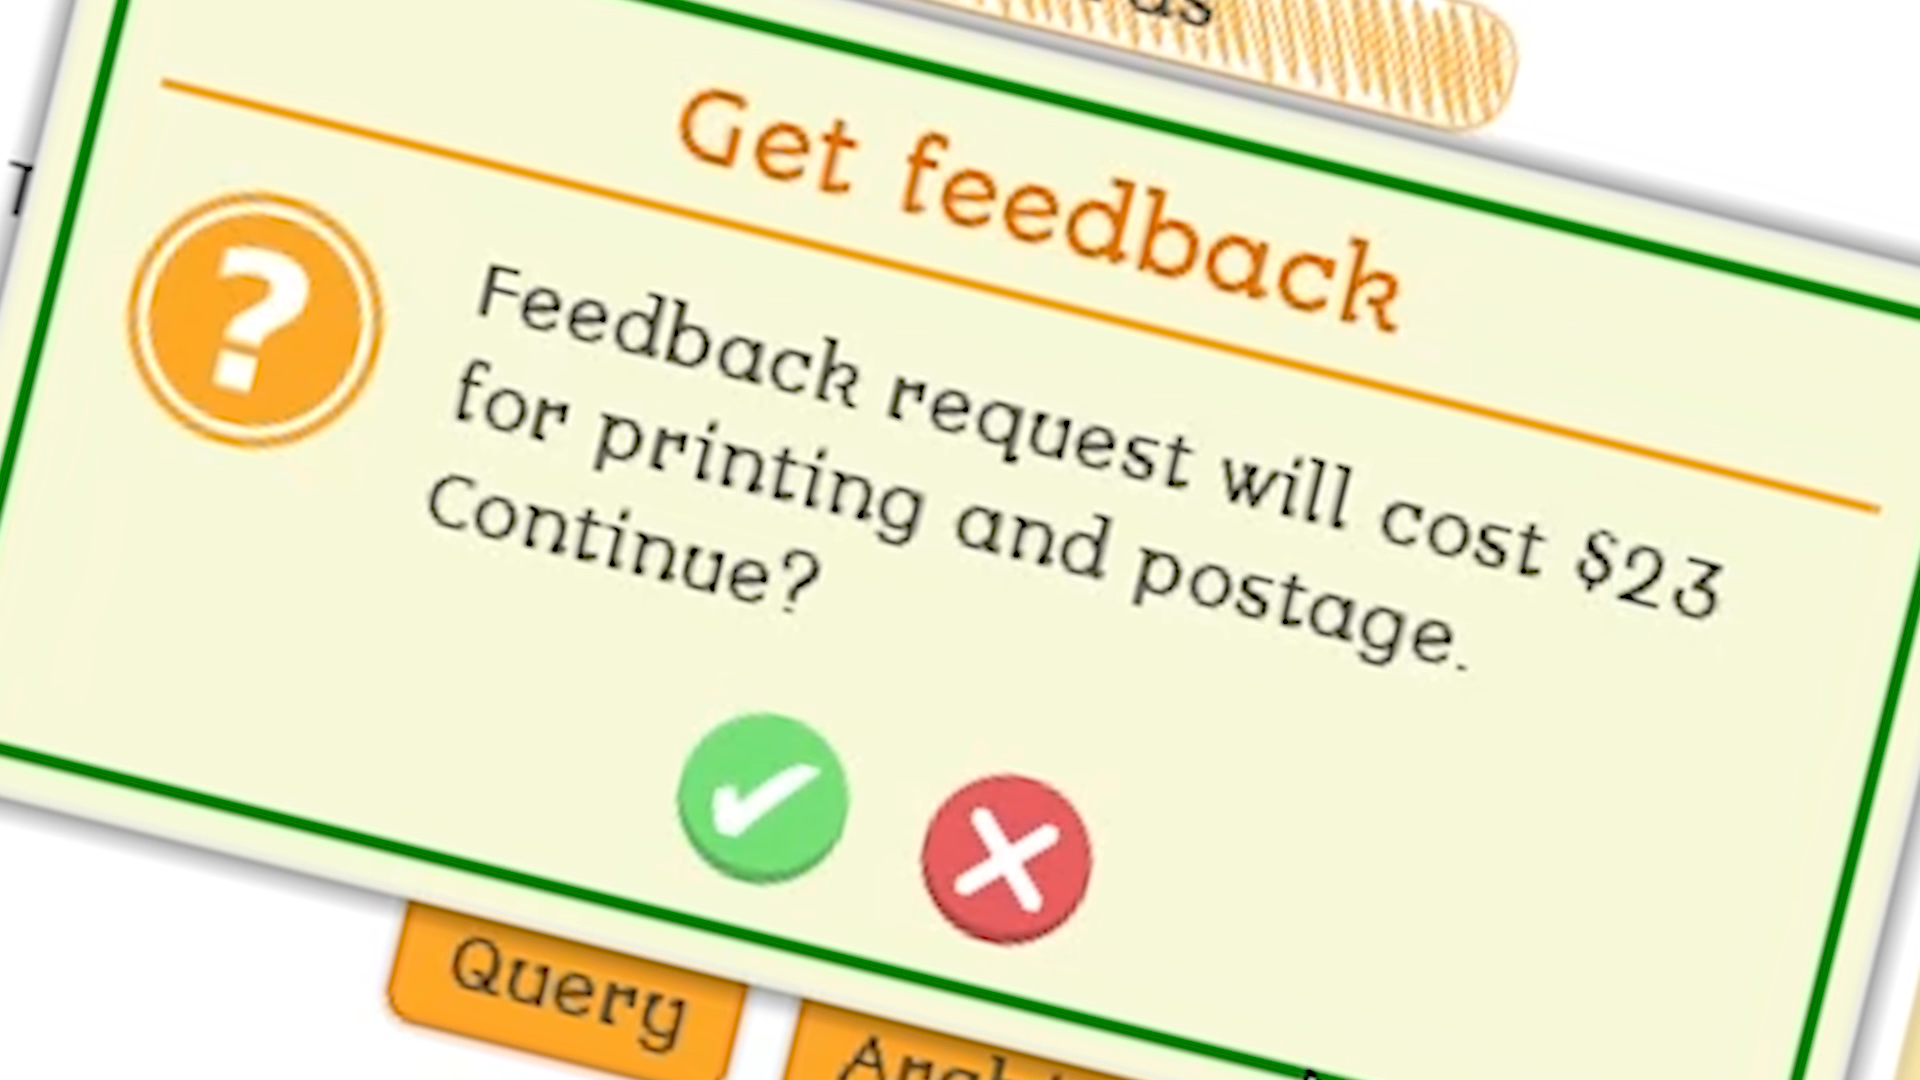 Get feedback
Feedback request will cost $23
for printing and postage.
Continue?
Query